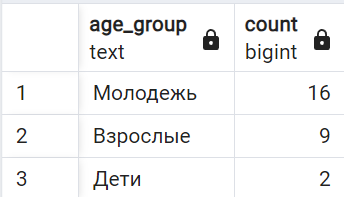 age_group count
text bigint
1 Молодежь 16
2 Взрослые 9
3 Дети 2